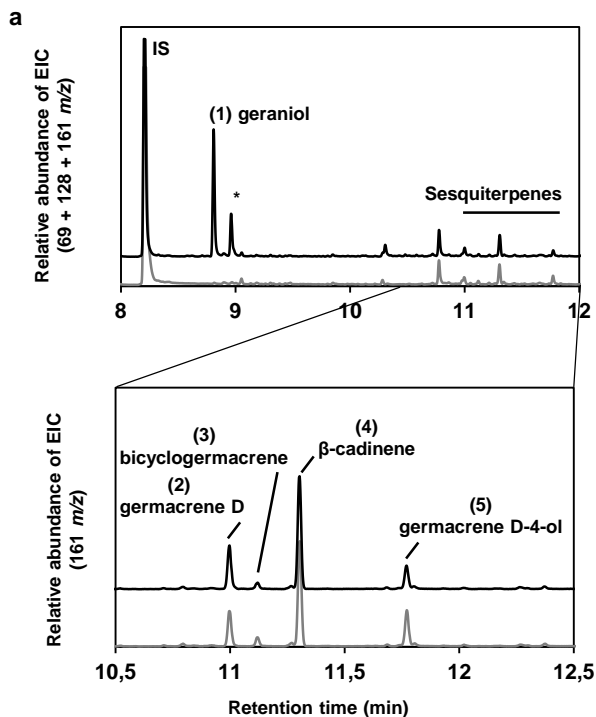 a
Relative abundance of EIC
(69 + 128 + 161 m/z)
IS
(1) geraniol
*
Sesquiterpenes
8 9 10 11 12
Relative abundance of EIC
(161 m/z)
(3)
bicyclogermacrene
(2)
germacrene D
(4)
β-cadinene
(5)
germacrene D-4-ol
10,5 11 11,5 12 12,5
Retention time (min)